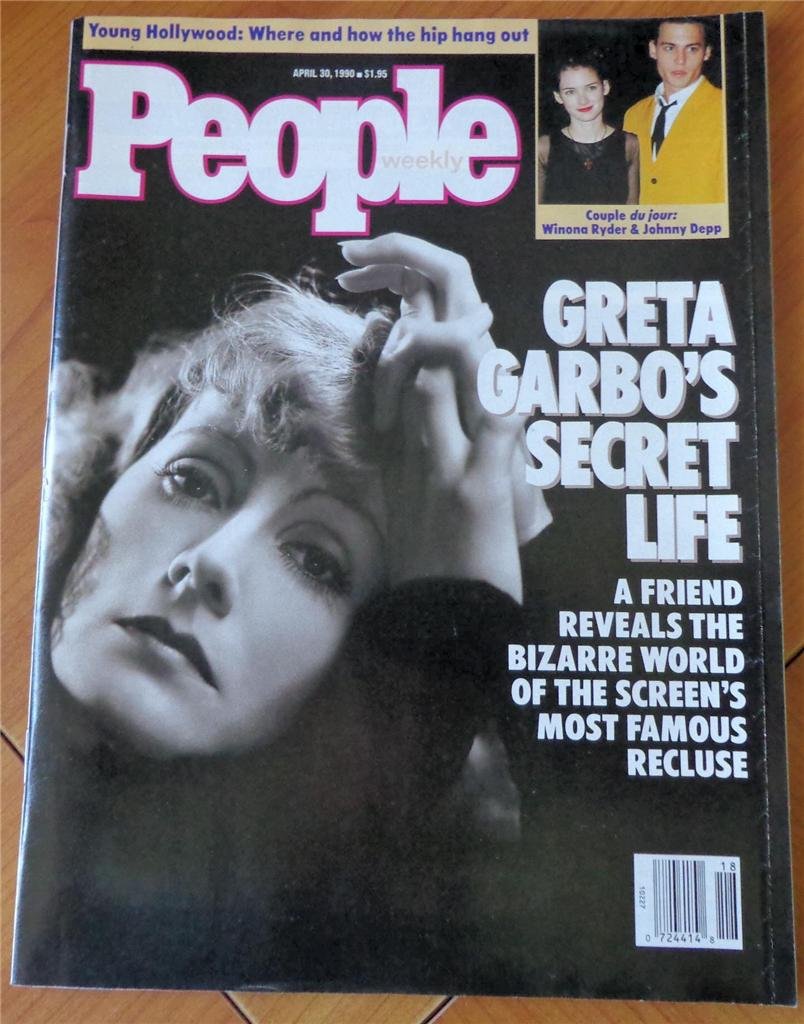 Young Hollywood: Where and how the hip hang out
APRIL 30, 1990 ■ $1.95
People
weekly
Couple du jour:
Winona Ryder & Johnny Depp
GRETA
GARBO'S
SECRET
LIFE
A FRIEND
REVEALS THE
BIZARRE WORLD
OF THE SCREEN'S
MOST FAMOUS
RECLUSE
18
10227
0 724414 8